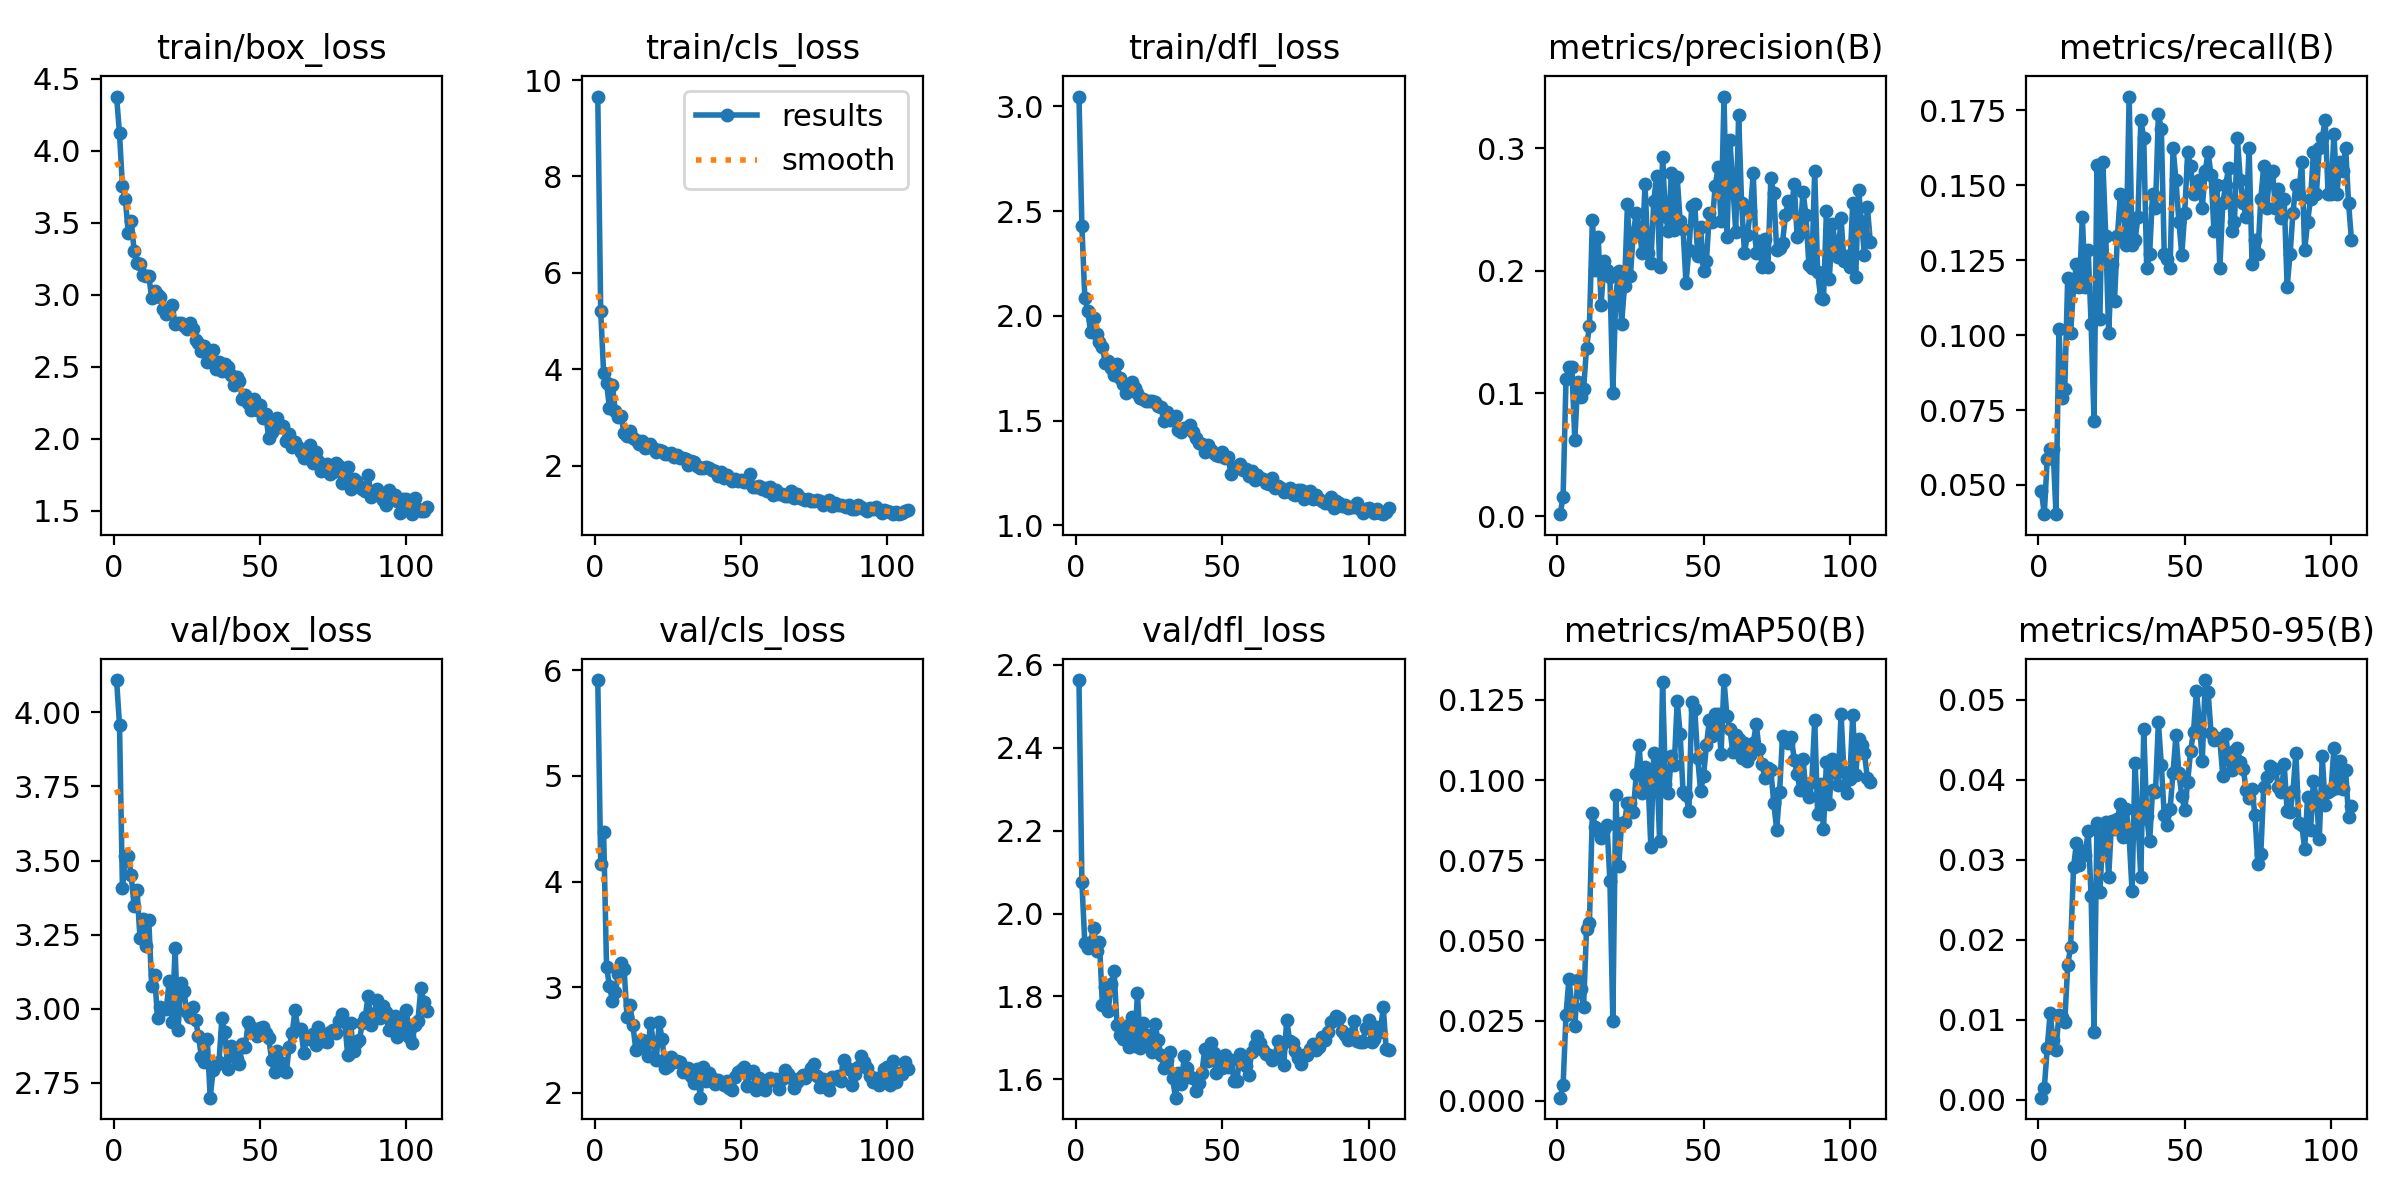 train/box_loss
4.5
4.0
3.5
3.0
2.5
2.0
1.5
0 50 100
train/cls_loss
10
8
6
4
2
results
smooth
0 50 100
train/dfl_loss
3.0
2.5
2.0
1.5
1.0
0 50 100
metrics/precision(B)
0.3
0.2
0.1
0.0
0 50 100
metrics/recall(B)
0.175
0.150
0.125
0.100
0.075
0.050
0 50 100
val/box_loss
4.00
3.75
3.50
3.25
3.00
2.75
0 50 100
val/cls_loss
6
5
4
3
2
0 50 100
val/dfl_loss
2.6
2.4
2.2
2.0
1.8
1.6
0 50 100
metrics/mAP50(B)
0.125
0.100
0.075
0.050
0.025
0.000
0 50 100
metrics/mAP50-95(B)
0.05
0.04
0.03
0.02
0.01
0.00
0 50 100